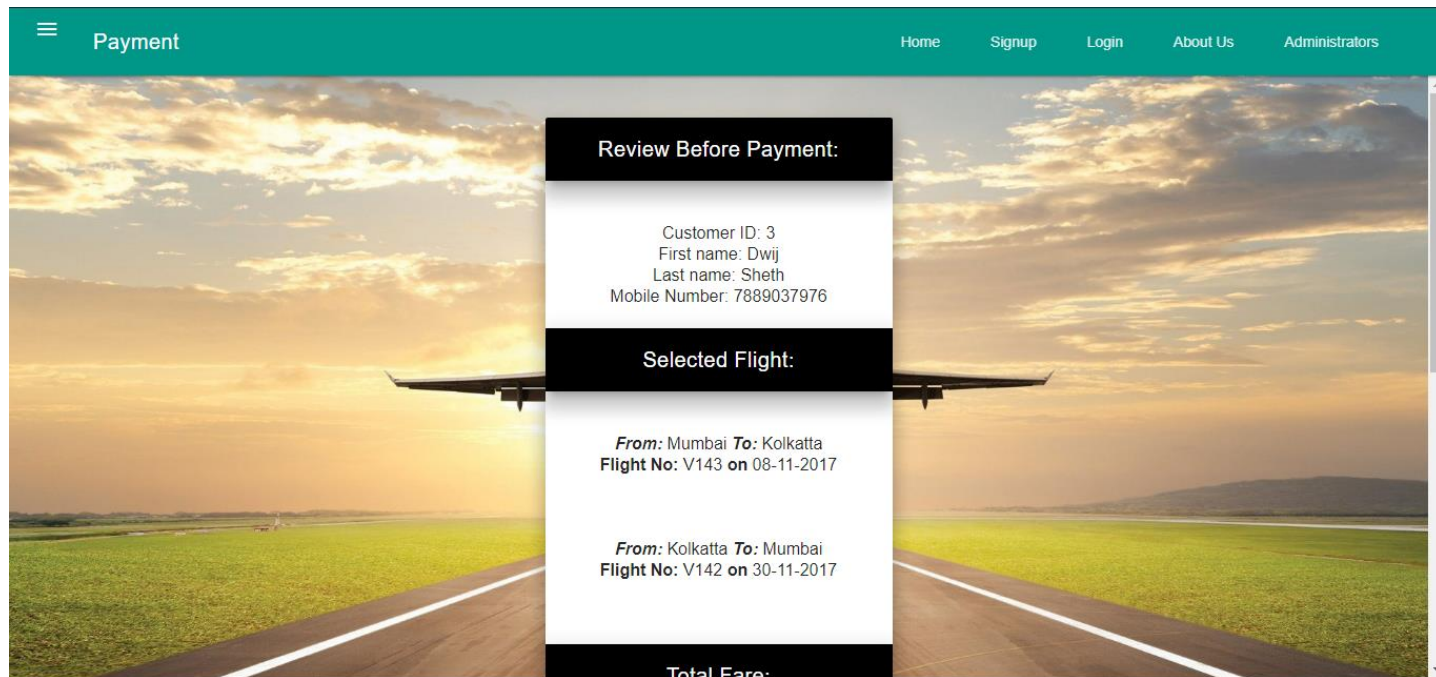 Payment
Home Signup Login About Us Administrators
Review Before Payment:
Customer ID: 3
First name: Dwij
Last name: Sheth
Mobile Number: 7889037976
Selected Flight:
From: Mumbai To: Kolkatta
Flight No: V143 on 08-11-2017
From: Kolkatta To: Mumbai
Flight No: V142 on 30-11-2017
Total Fare: